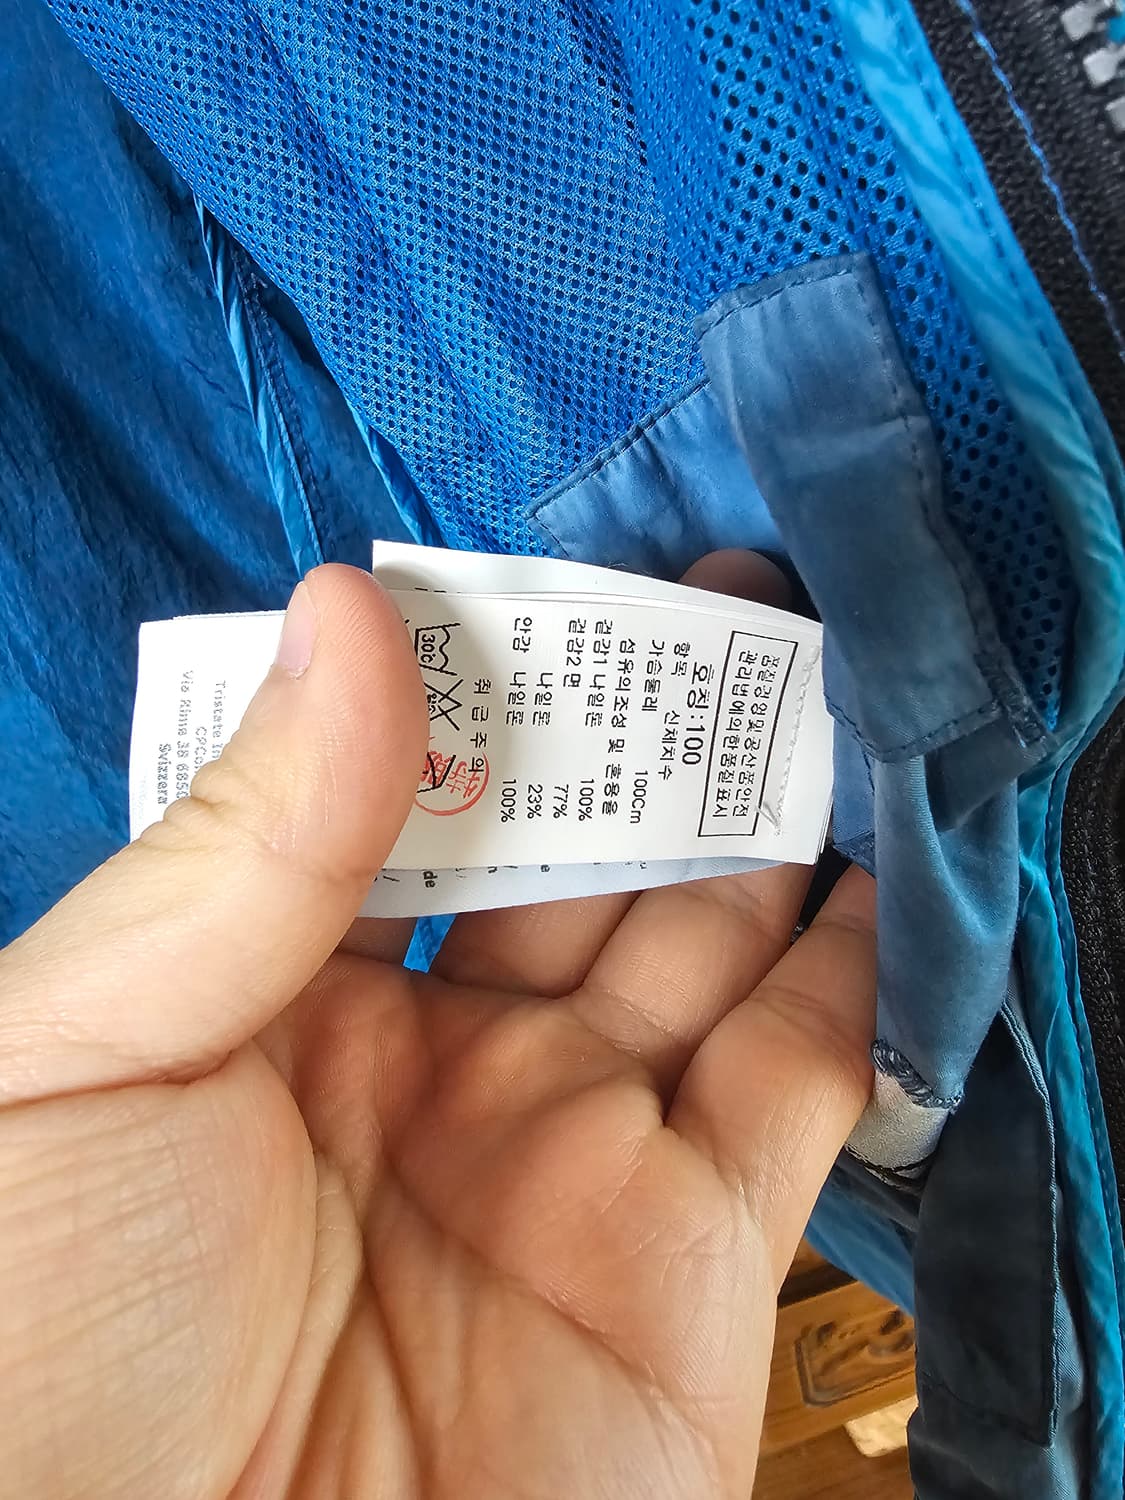 품질경영및공산품안전
관리법에의한품질표시
호칭:100
항목 신체치수
가슴둘레 100Cm
섬유의조성 및 혼용율
겉감1 나일론 100%
겉감2 면 77%
나일론 23%
안감 나일론 100%
취급주의
30℃
Tristate
Via 38 6850
Svizzera
de